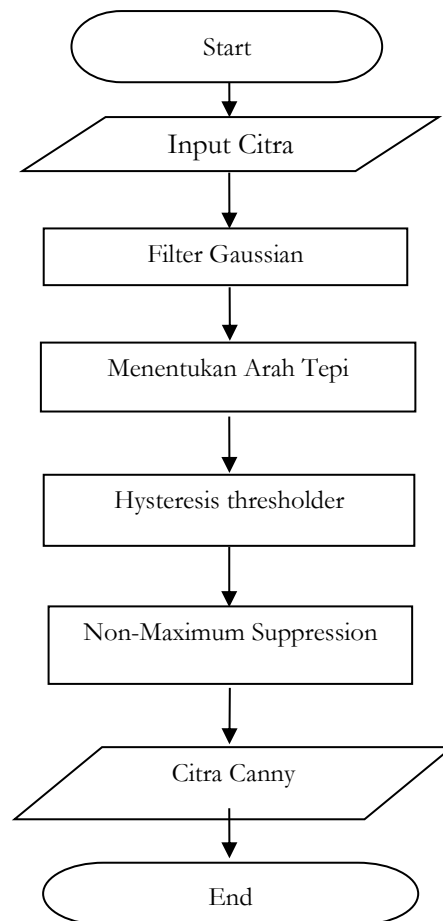 Start
Input Citra
Filter Gaussian
Menentukan Arah Tepi
Hysteresis thresholder
Non-Maximum Suppression
Citra Canny
End